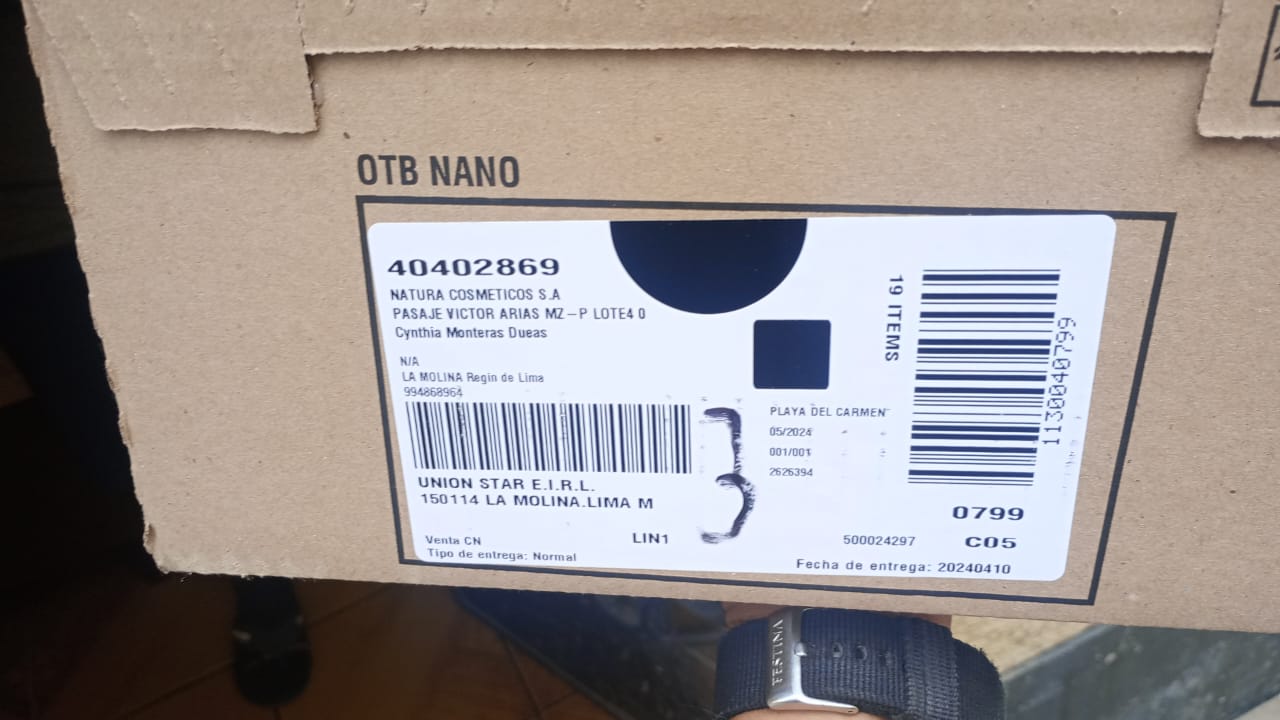 OTB NANO
40402869
NATURA COSMETICOS S.A
PASAJE VICTOR ARIAS MZ-P LOTE4 0
Cynthia Monteras Dueas
N/A
LA MOLINA Regin de Lima
994868964
UNION STAR E.I.R.L.
150114 LA MOLINA.LIMA M
Venta CN
LIN1
Tipo de entrega: Normal
3
PLAYA DEL CARMEN
05/2024
001/001
2626394
19 ITEMS
11300040799
0799
500024297
C05
Fecha de entrega: 20240410
FESTINA